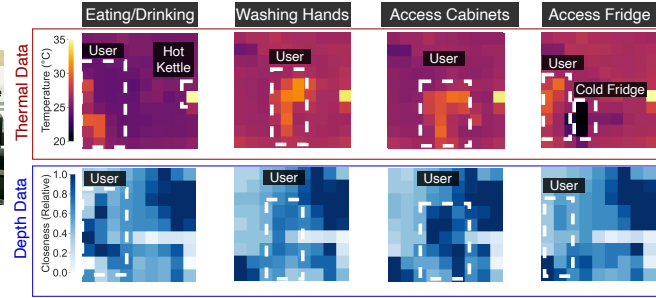 Eating/Drinking
Washing Hands
Access Cabinets
Access Fridge
Thermal Data
Temperature (°C)
35
30
25
20
User
Hot
Kettle
User
User
User
Cold Fridge
Depth Data
Closeness (Relative)
1.0
0.8
0.6
0.4
0.2
0.0
User
User
User
User